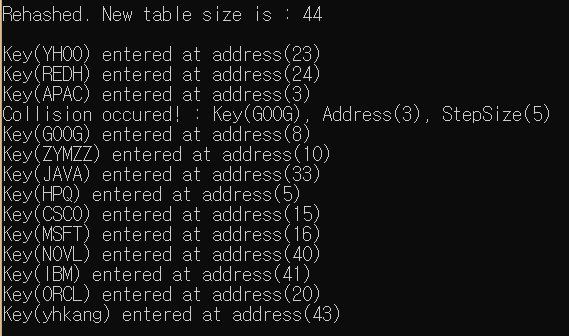 Rehashed. New table size is : 44
Key(YHOO) entered at address(23)
Key(REDH) entered at address(24)
Key(APAC) entered at address(3)
Collision occured! : Key(GOOG), Address(3), StepSize(5)
Key(GOOG) entered at address(8)
Key(ZYMZZ) entered at address(10)
Key(JAVA) entered at address(33)
Key(HPQ) entered at address(5)
Key(CSCO) entered at address(15)
Key(MSFT) entered at address(16)
Key(NOVL) entered at address(40)
Key(IBM) entered at address(41)
Key(ORCL) entered at address(20)
Key(yhkang) entered at address(43)